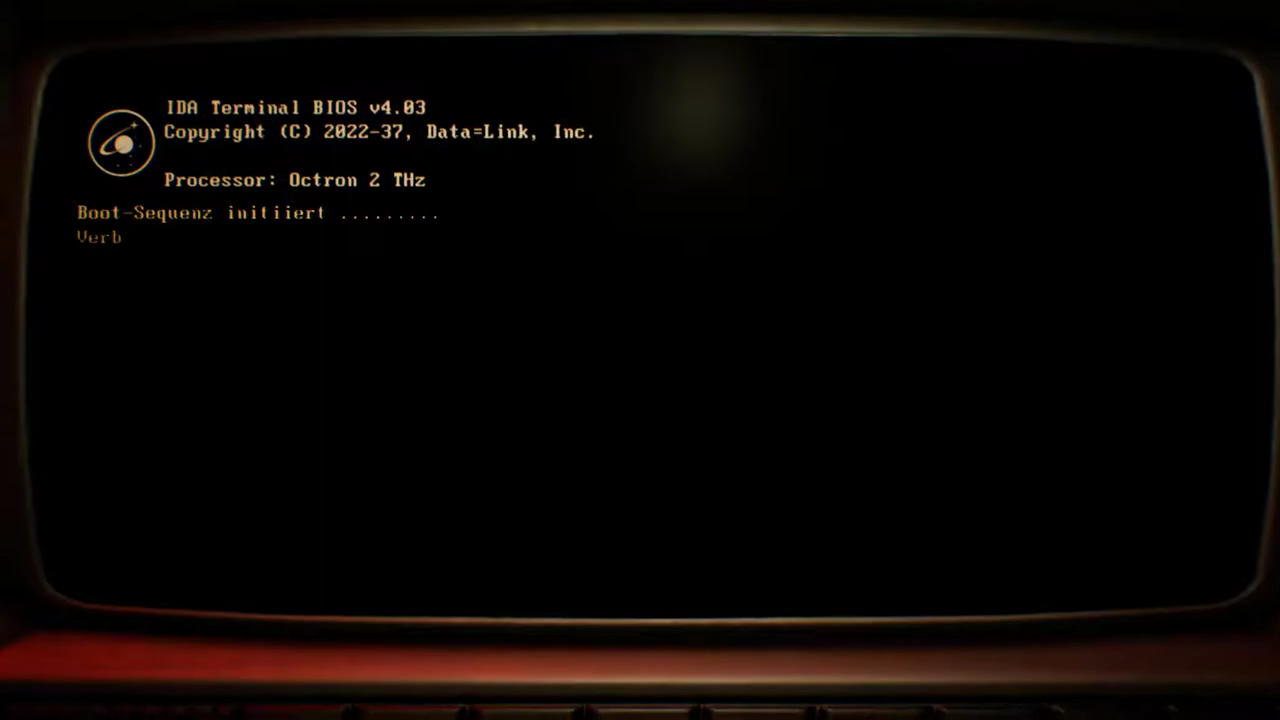 IDA Terminal BIOS v4.03
Copyright (C) 2022-37, Data=Link, Inc.
Processor: Octron 2 THz
Boot-Sequenz initiiert .........
Verb